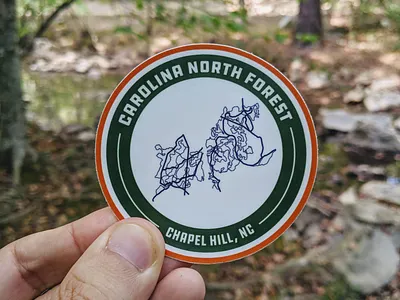 CAROLINA NORTH FOREST
CHAPEL HILL, NC